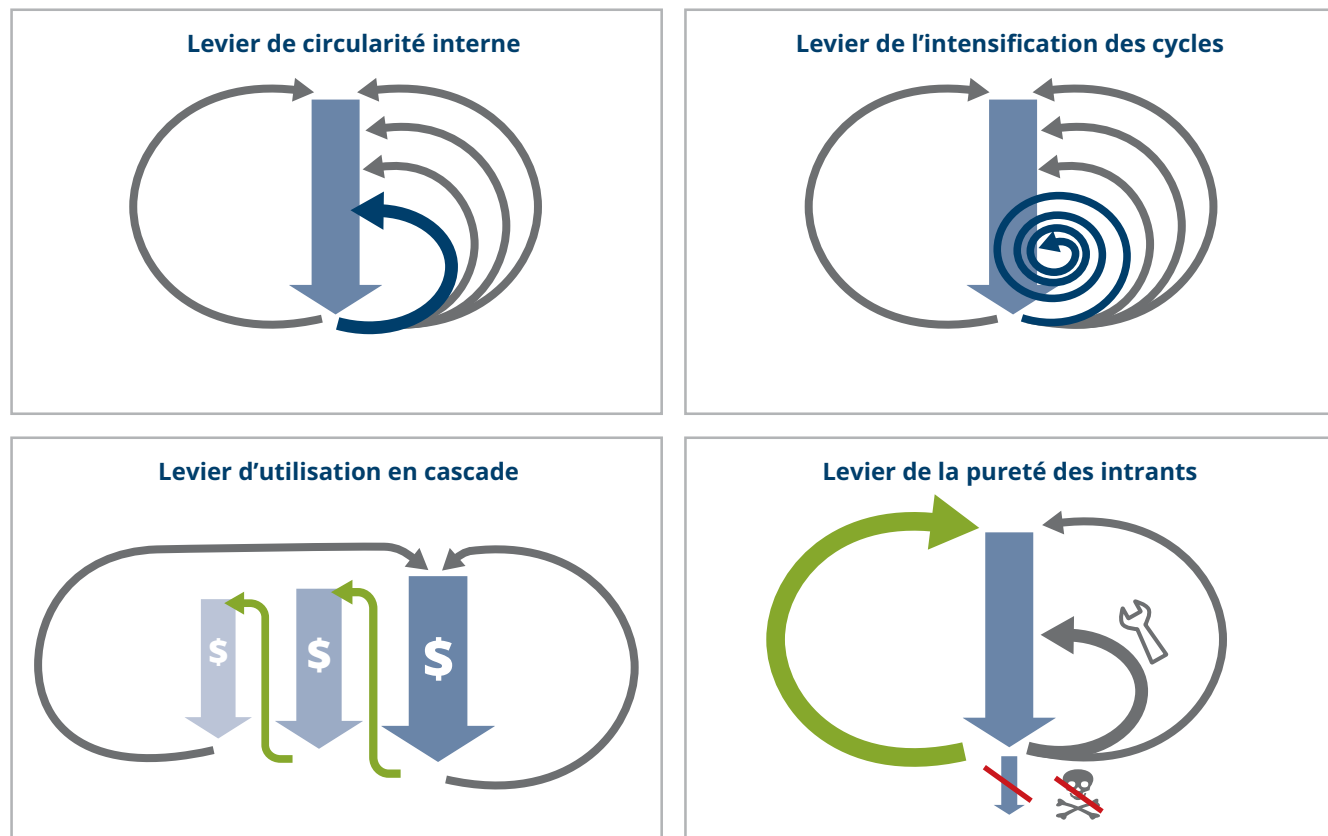 Levier de circularité interne
Levier de l’intensification des cycles
Levier d’utilisation en cascade
Levier de la pureté des intrants
$ $ $